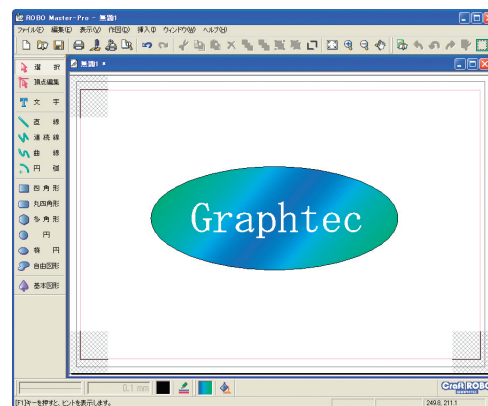 ROBO Master-Pro - 無題1
ファイル(F) 編集(E) 表示(V) 作図(D) 挿入(I) ウィンドウ(W) ヘルプ(H)
無題1 *
選 択
頂点編集
文 字
直 線
連 続 線
曲 線
円 弧
四 角 形
丸四角形
多 角 形
円
楕 円
自由図形
基本図形
Graphtec
0.1 mm
Craft ROBO
[F1]キーを押すと、ヒントを表示します。
249.8, 211.1